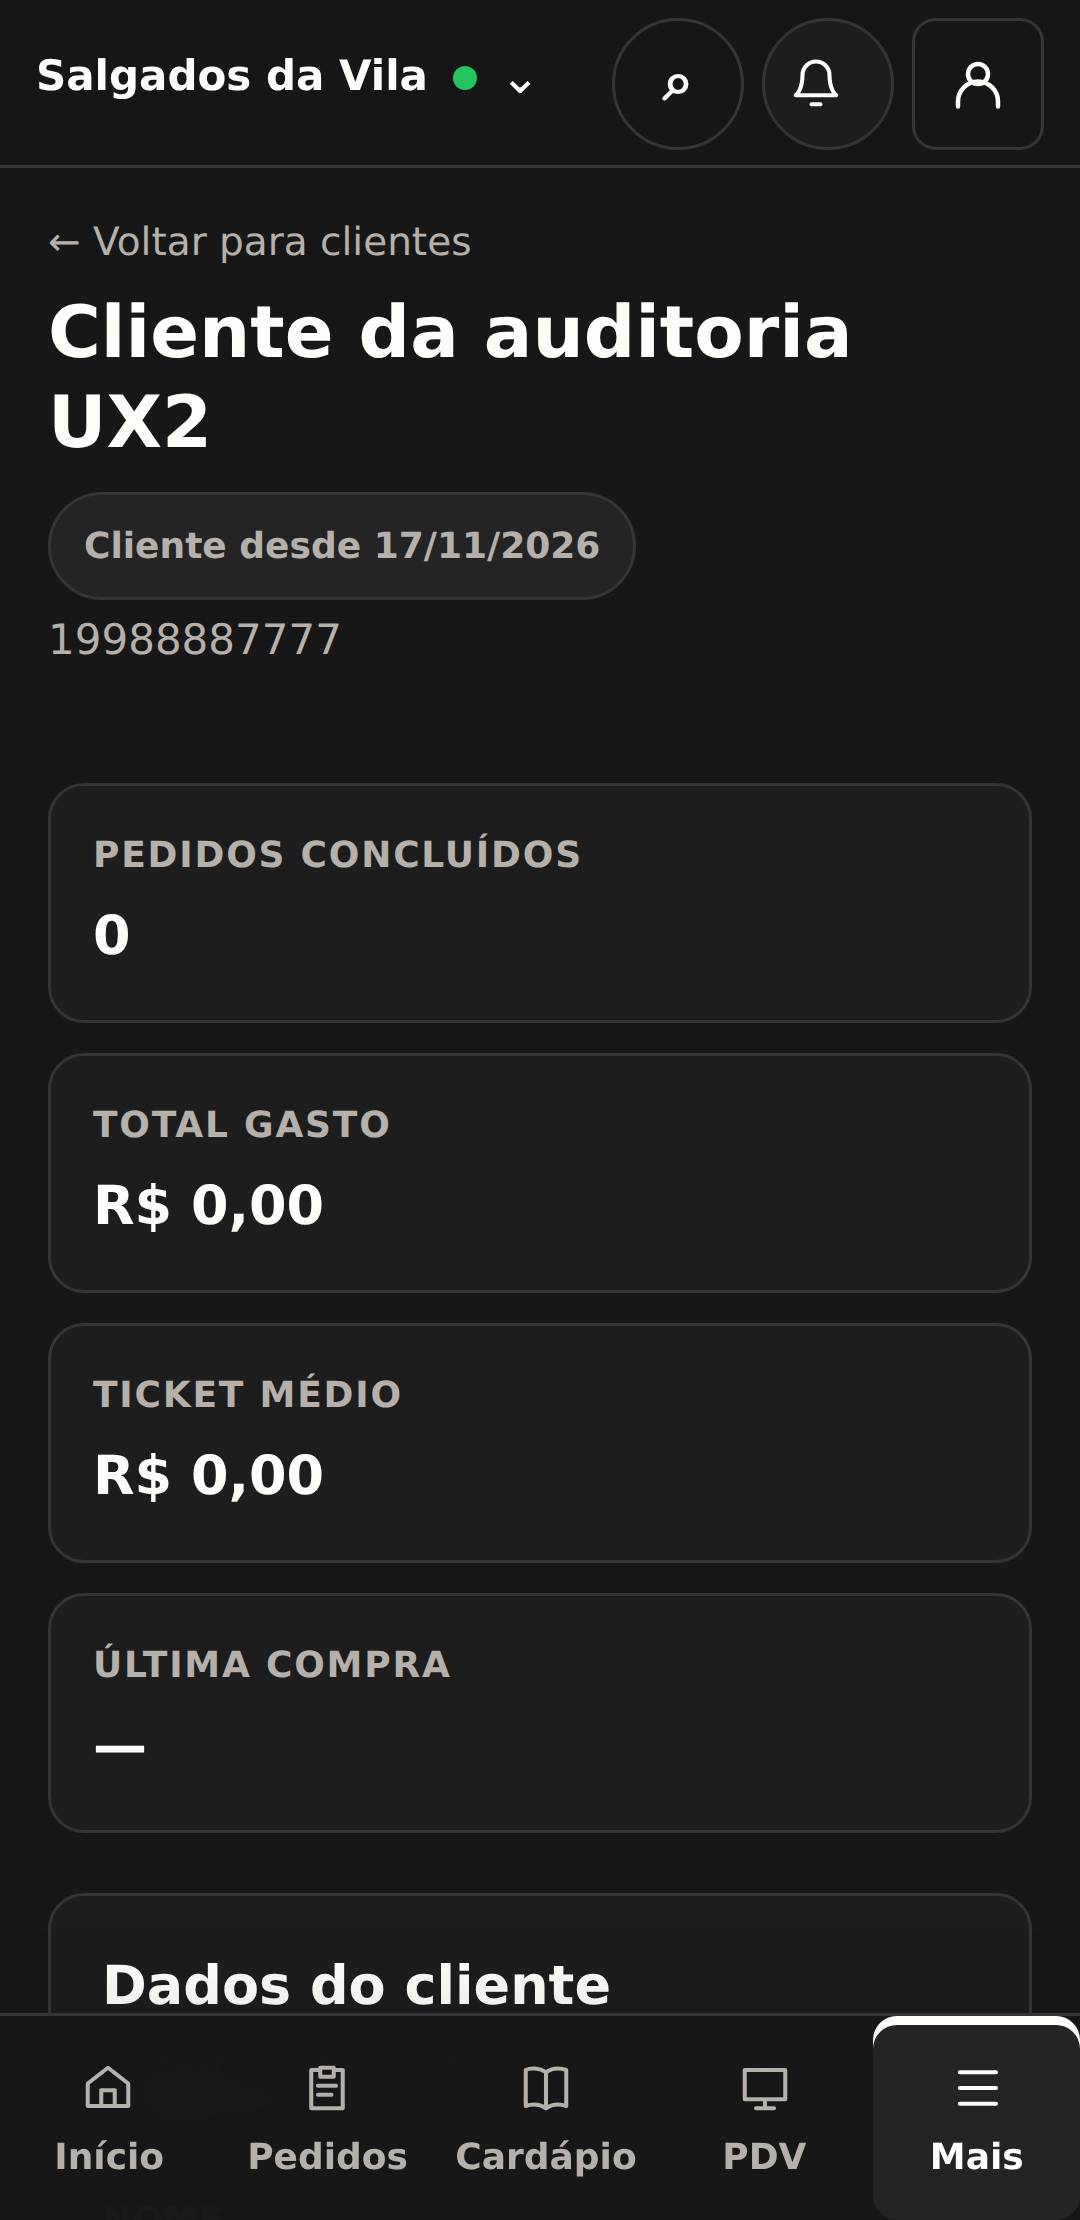 Salgados da Vila
← Voltar para clientes
Cliente da auditoria
UX2
Cliente desde 17/11/2026
19988887777
PEDIDOS CONCLUÍDOS
0
TOTAL GASTO
R$ 0,00
TICKET MÉDIO
R$ 0,00
ÚLTIMA COMPRA
—
Dados do cliente
Início
Pedidos
Cardápio
PDV
Mais